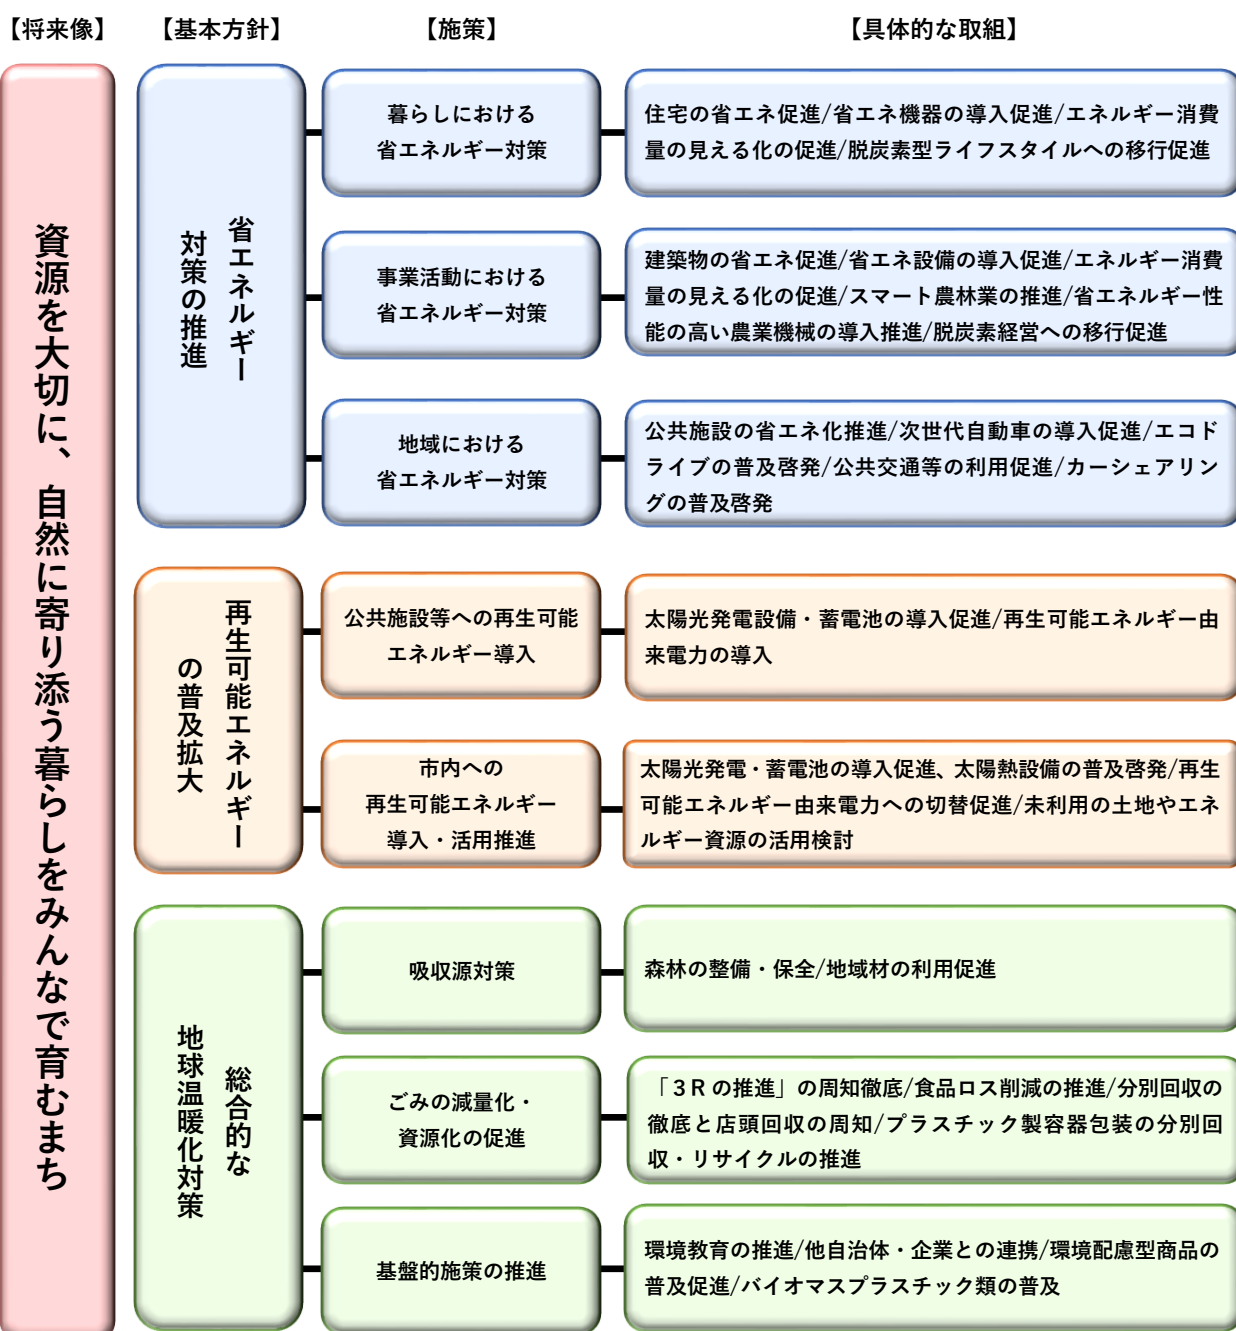 【将来像】
【基本方針】
【施策】
【具体的な取組】
資源を大切に、自然に寄り添う暮らしをみんなで育むまち
省エネルギー
対策の推進
暮らしにおける
省エネルギー対策
住宅の省エネ促進/省エネ機器の導入促進/エネルギー消費
量の見える化の促進/脱炭素型ライフスタイルへの移行促進
事業活動における
省エネルギー対策
建築物の省エネ促進/省エネ設備の導入促進/エネルギー消費
量の見える化の促進/スマート農林業の推進/省エネルギー性
能の高い農業機械の導入推進/脱炭素経営への移行促進
地域における
省エネルギー対策
公共施設の省エネ化推進/次世代自動車の導入促進/エコド
ライブの普及啓発/公共交通等の利用促進/カーシェアリン
グの普及啓発
再生可能エネルギー
の普及拡大
公共施設等への再生可能
エネルギー導入
太陽光発電設備・蓄電池の導入促進/再生可能エネルギー由
来電力の導入
市内への
再生可能エネルギー
導入・活用推進
太陽光発電・蓄電池の導入促進、太陽熱設備の普及啓発/再生
可能エネルギー由来電力への切替促進/未利用の土地やエネ
ルギー資源の活用検討
総合的な
地球温暖化対策
吸収源対策
森林の整備・保全/地域材の利用促進
ごみの減量化・
資源化の促進
「3Rの推進」の周知徹底/食品ロス削減の推進/分別回収の
徹底と店頭回収の周知/プラスチック製容器包装の分別回
収・リサイクルの推進
基盤的施策の推進
環境教育の推進/他自治体・企業との連携/環境配慮型商品の
普及促進/バイオマスプラスチック類の普及